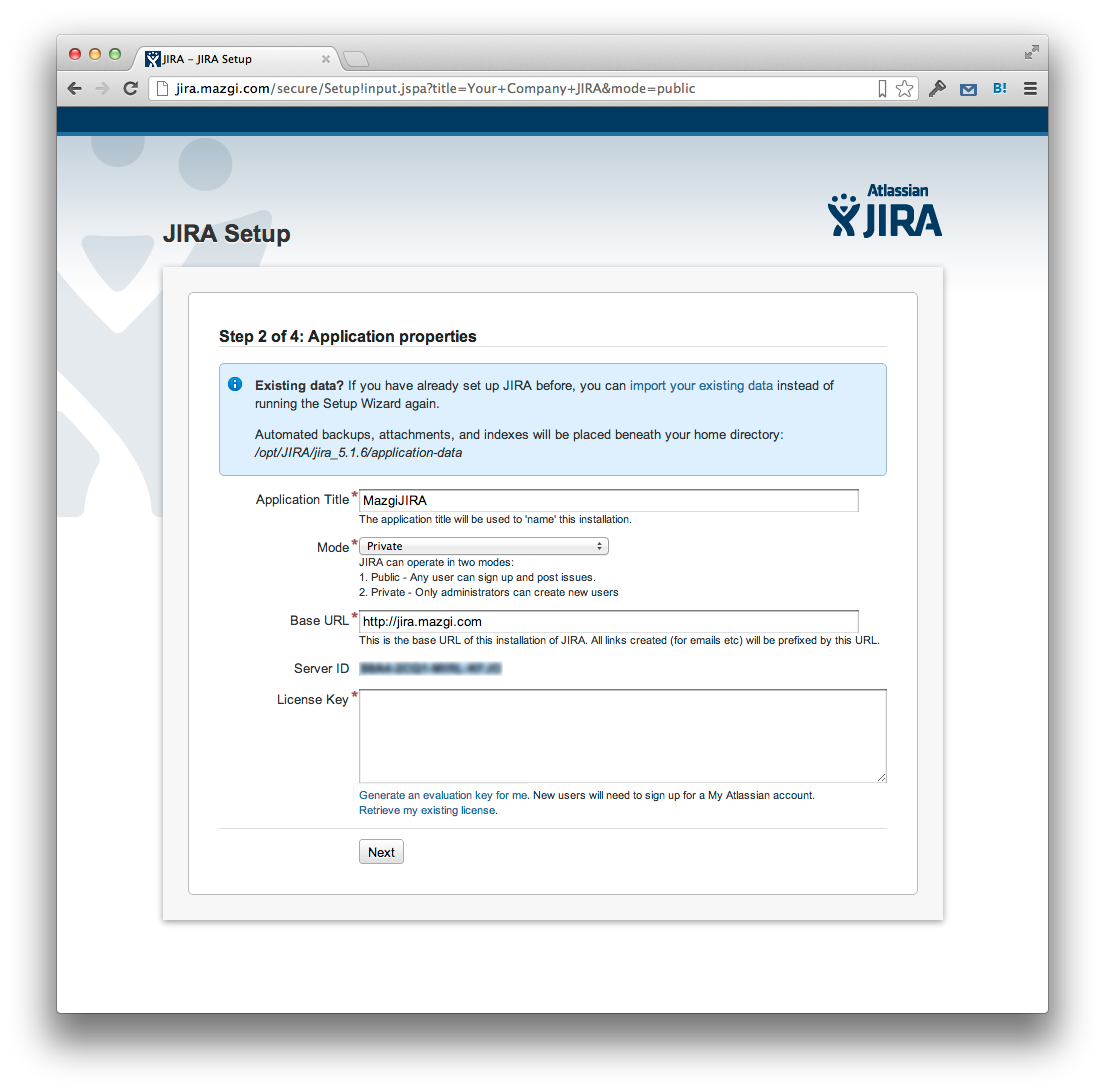 JIRA - JIRA Setup
jira.mazgi.com/secure/Setup!input.jspa?title=Your+Company+JIRA&mode=public
B!
Atlassian
JIRA
JIRA Setup
Step 2 of 4: Application properties
Existing data? If you have already set up JIRA before, you can import your existing data instead of
running the Setup Wizard again.
Automated backups, attachments, and indexes will be placed beneath your home directory:
/opt/JIRA/jira_5.1.6/application-data
Application Title * MazgiJIRA
The application title will be used to 'name' this installation.
Mode * Private
JIRA can operate in two modes:
1. Public - Any user can sign up and post issues.
2. Private - Only administrators can create new users
Base URL * http://jira.mazgi.com
This is the base URL of this installation of JIRA. All links created (for emails etc) will be prefixed by this URL.
Server ID
License Key *
Generate an evaluation key for me. New users will need to sign up for a My Atlassian account.
Retrieve my existing license.
Next